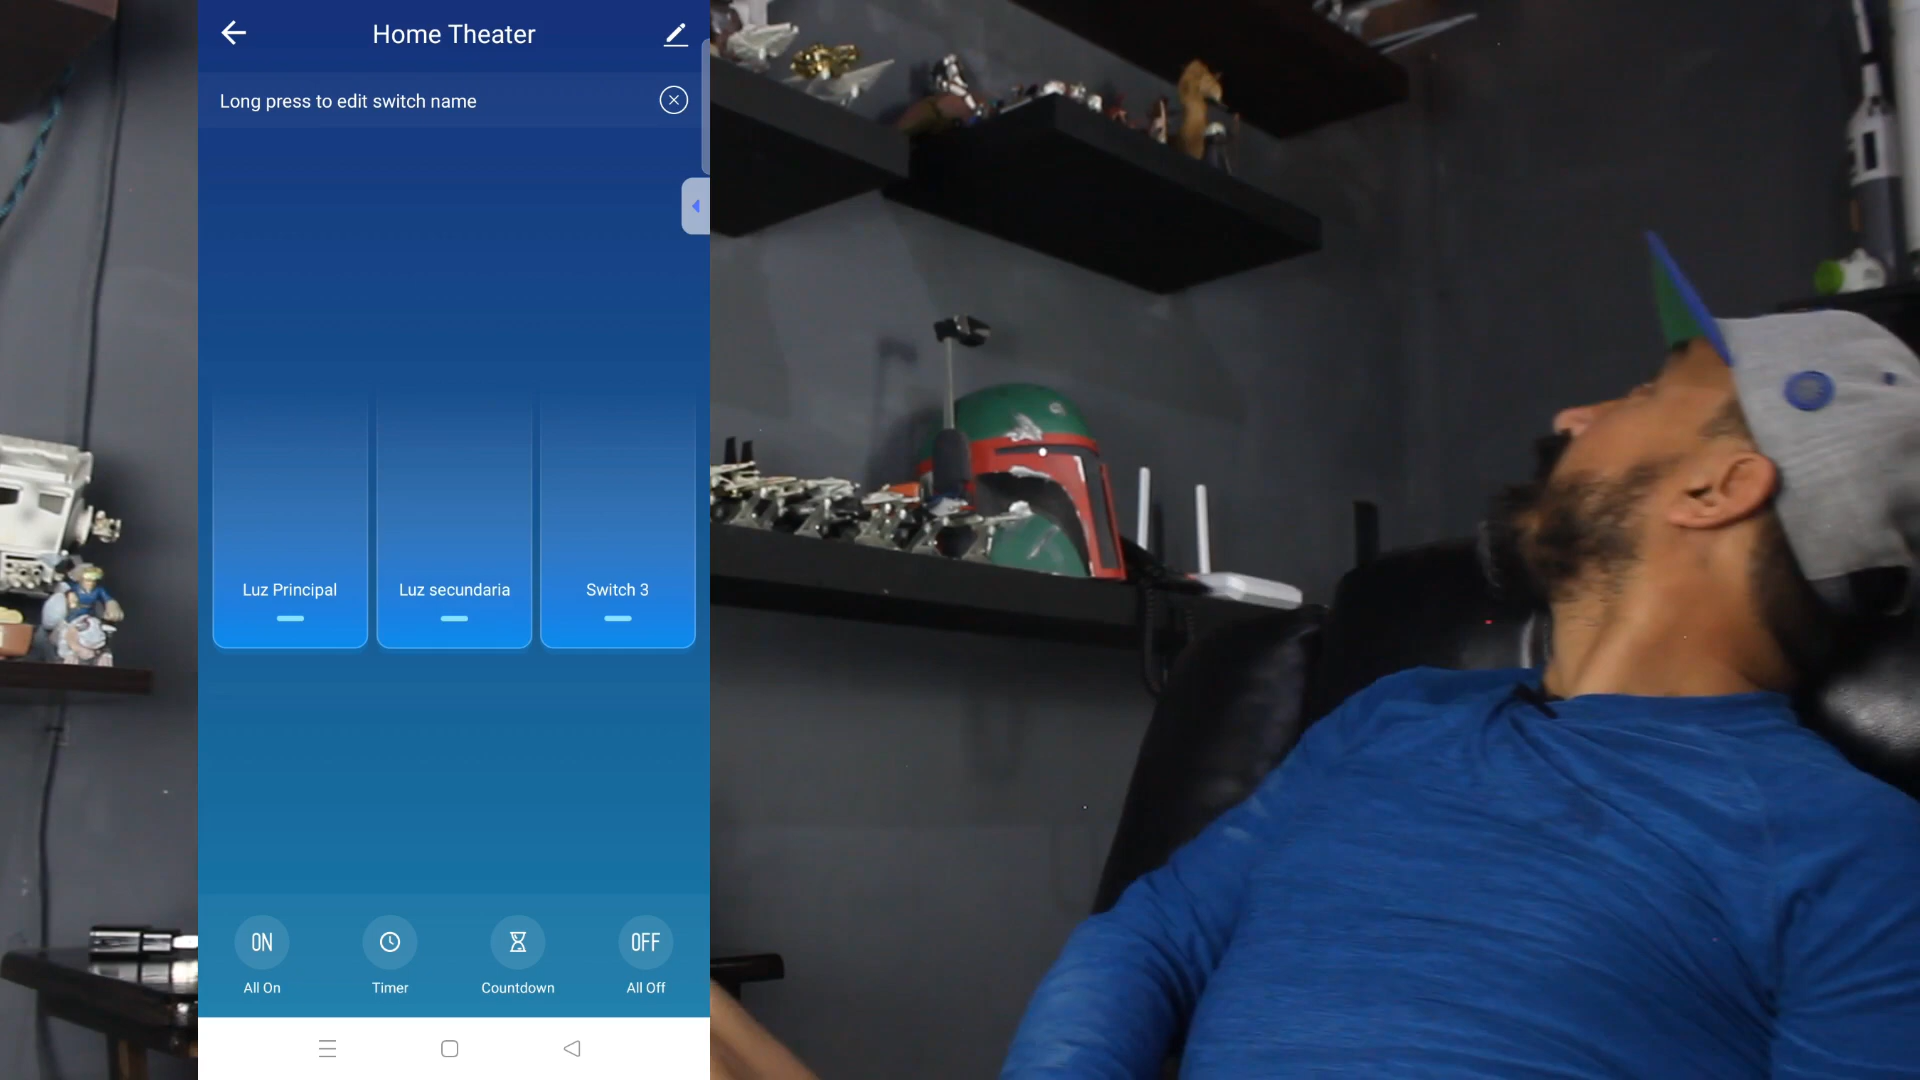 Home Theater
Long press to edit switch name
Luz Principal
Luz secundaria
Switch 3
ON
OFF
All On
Timer
Countdown
All Off